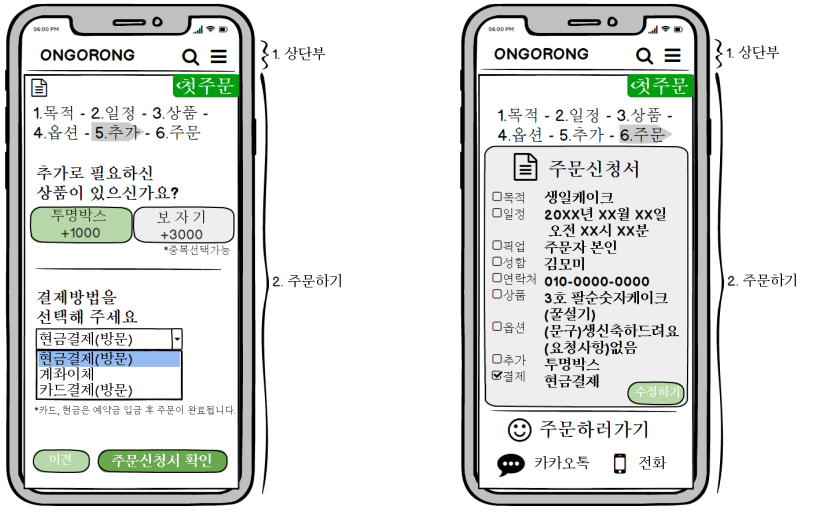 06:00 PM
ONGORONG
1. 상단부
<첫주문
1.목적 - 2.일정 - 3.상품 -
4.옵션 - 5.추가 - 6.주문
추가로 필요하신
상품이 있으신가요?
투명박스
+1000
보 자 기
+3000
*중복선택가능
결제방법을
선택해 주세요
현금결제(방문)
현금결제(방문)
계좌이체
카드결제(방문)
*카드, 현금은 예약금 입금 후 주문이 완료됩니다.
이전
주문신청서 확인
2. 주문하기
06:00 PM
ONGORONG
1. 상단부
<첫주문
1.목적 - 2.일정 - 3.상품 -
4.옵션 - 5.추가 - 6.주문
주문신청서
목적 생일케이크
일정 20XX년 XX월 XX일
오전 XX시 XX분
픽업 주문자 본인
성함 김모미
연락처 010-0000-0000
상품 3호 팔순숫자케이크
(꿀설기)
옵션 (문구)생신축하드려요
(요청사항)없음
추가 투명박스
결제 현금결제
수정하기
주문하러가기
카카오톡
전화
2. 주문하기